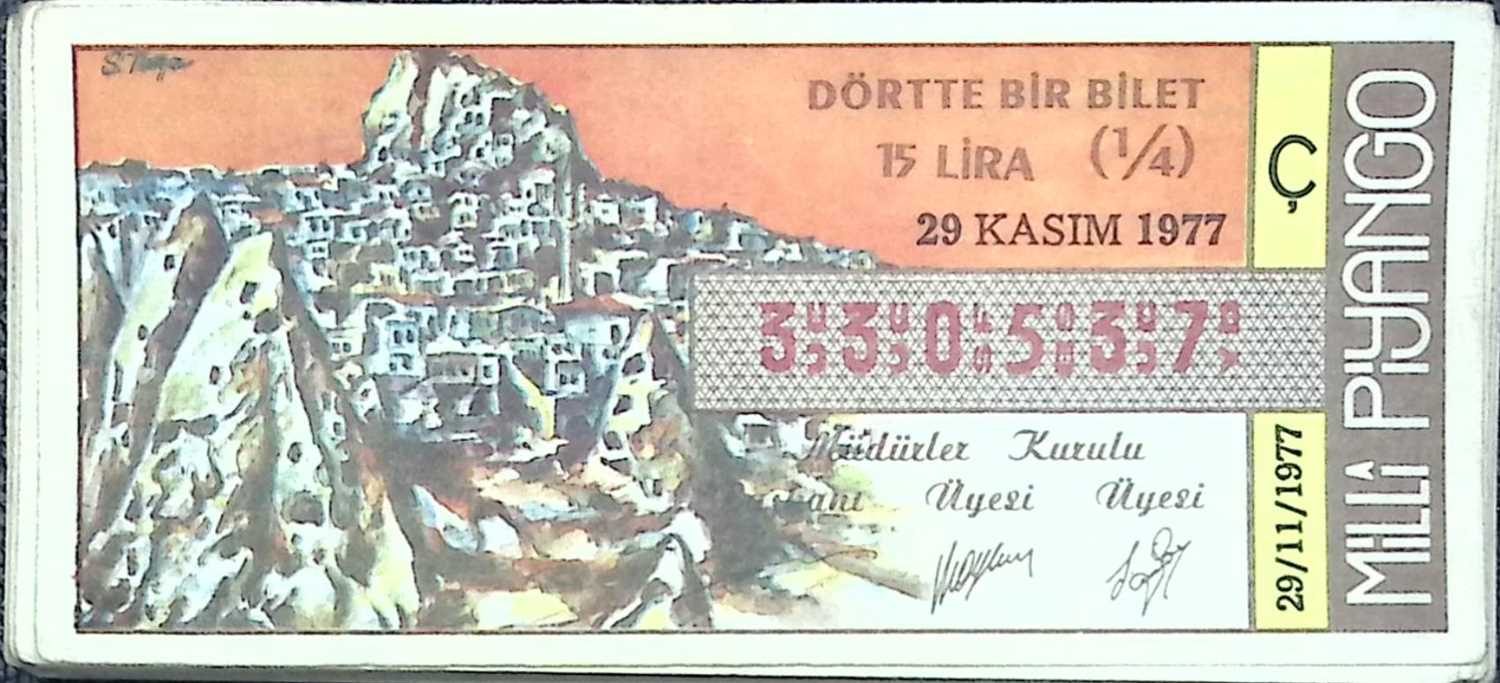 DÖRTTE BİR BİLET
15 LİRA (1/4)
29 KASIM 1977
Ç
MİLLÎ PİYANGO
330537
Müdürler Kurulu
Üyesi Üyesi
29/11/1977